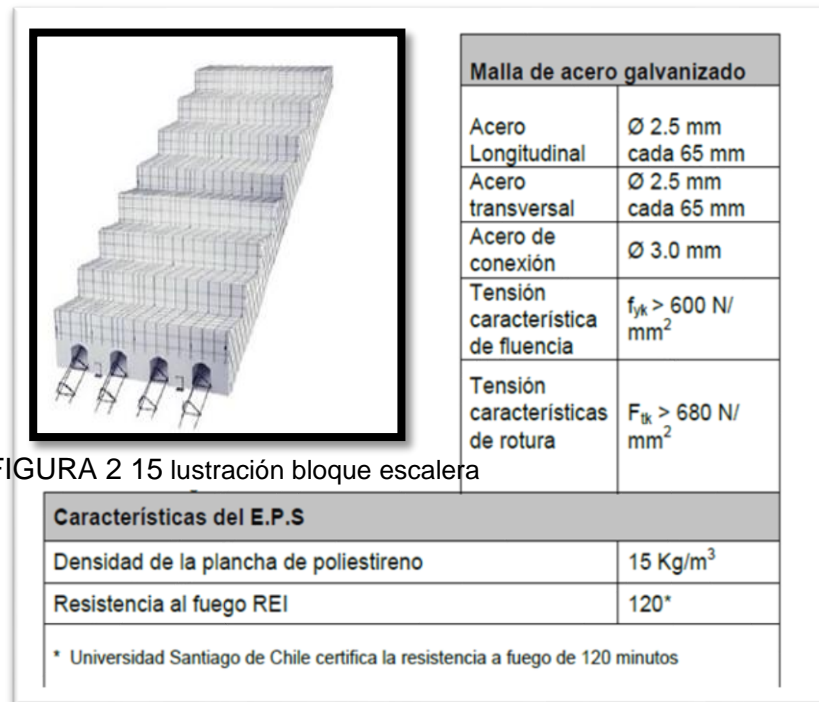 Malla de acero galvanizado
Acero
Longitudinal
Ø 2.5 mm
cada 65 mm
Acero
transversal
Ø 2.5 mm
cada 65 mm
Acero de
conexión
Ø 3.0 mm
Tensión
característica
de fluencia
fyk > 600 N/
mm²
Tensión
características
de rotura
Ftk > 680 N/
mm²
FIGURA 2 15 lustración bloque escalera
Características del E.P.S
Densidad de la plancha de poliestireno
15 Kg/m³
Resistencia al fuego REI
120*
* Universidad Santiago de Chile certifica la resistencia a fuego de 120 minutos